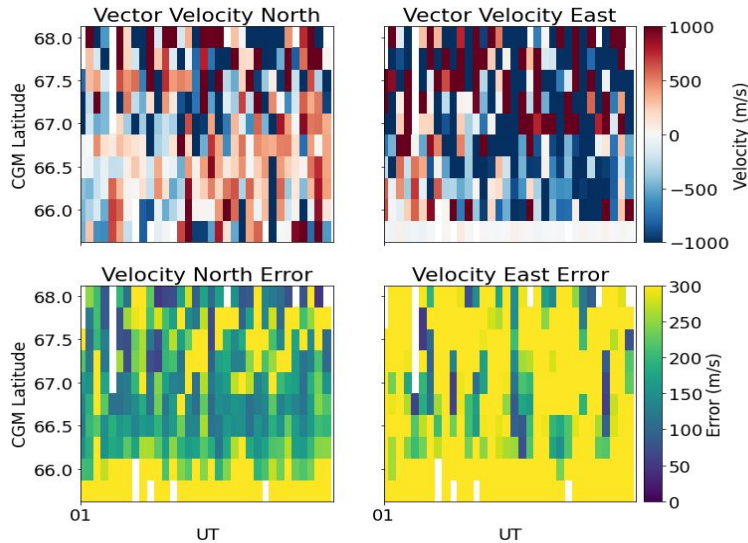 Vector Velocity North
Vector Velocity East
CGM Latitude
68.0
67.5
67.0
66.5
66.0
1000
500
0
−500
−1000
Velocity (m/s)
Velocity North Error
Velocity East Error
CGM Latitude
68.0
67.5
67.0
66.5
66.0
300
250
200
150
100
50
0
Error (m/s)
01
01
UT
UT